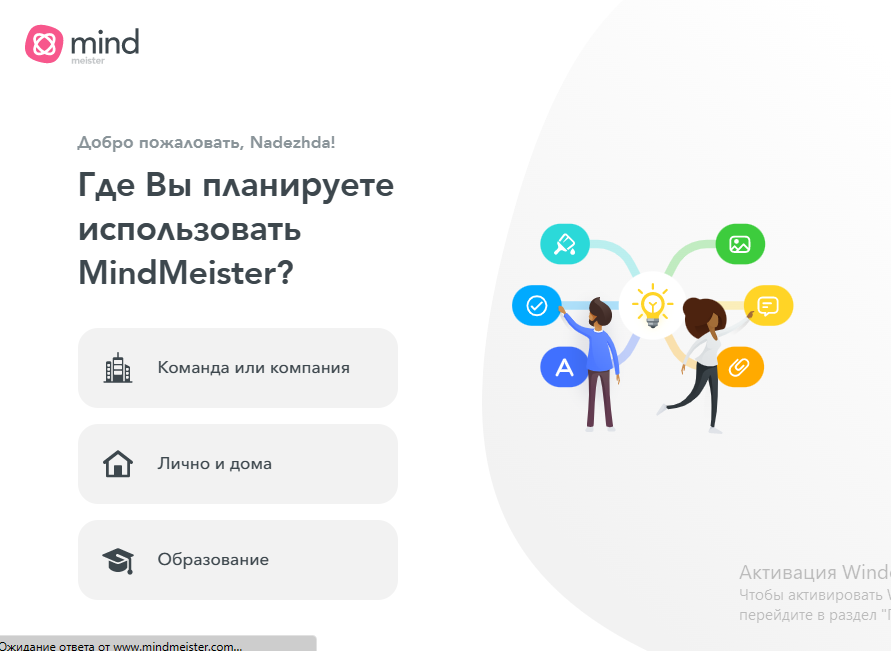 mind
meister
Добро пожаловать, Nadezhda!
Где Вы планируете
использовать
MindMeister?
Команда или компания
Лично и дома
Образование
A
Активация Wind
Чтобы активировать
перейдите в раздел "
Ожидание ответа от www.mindmeister.com...